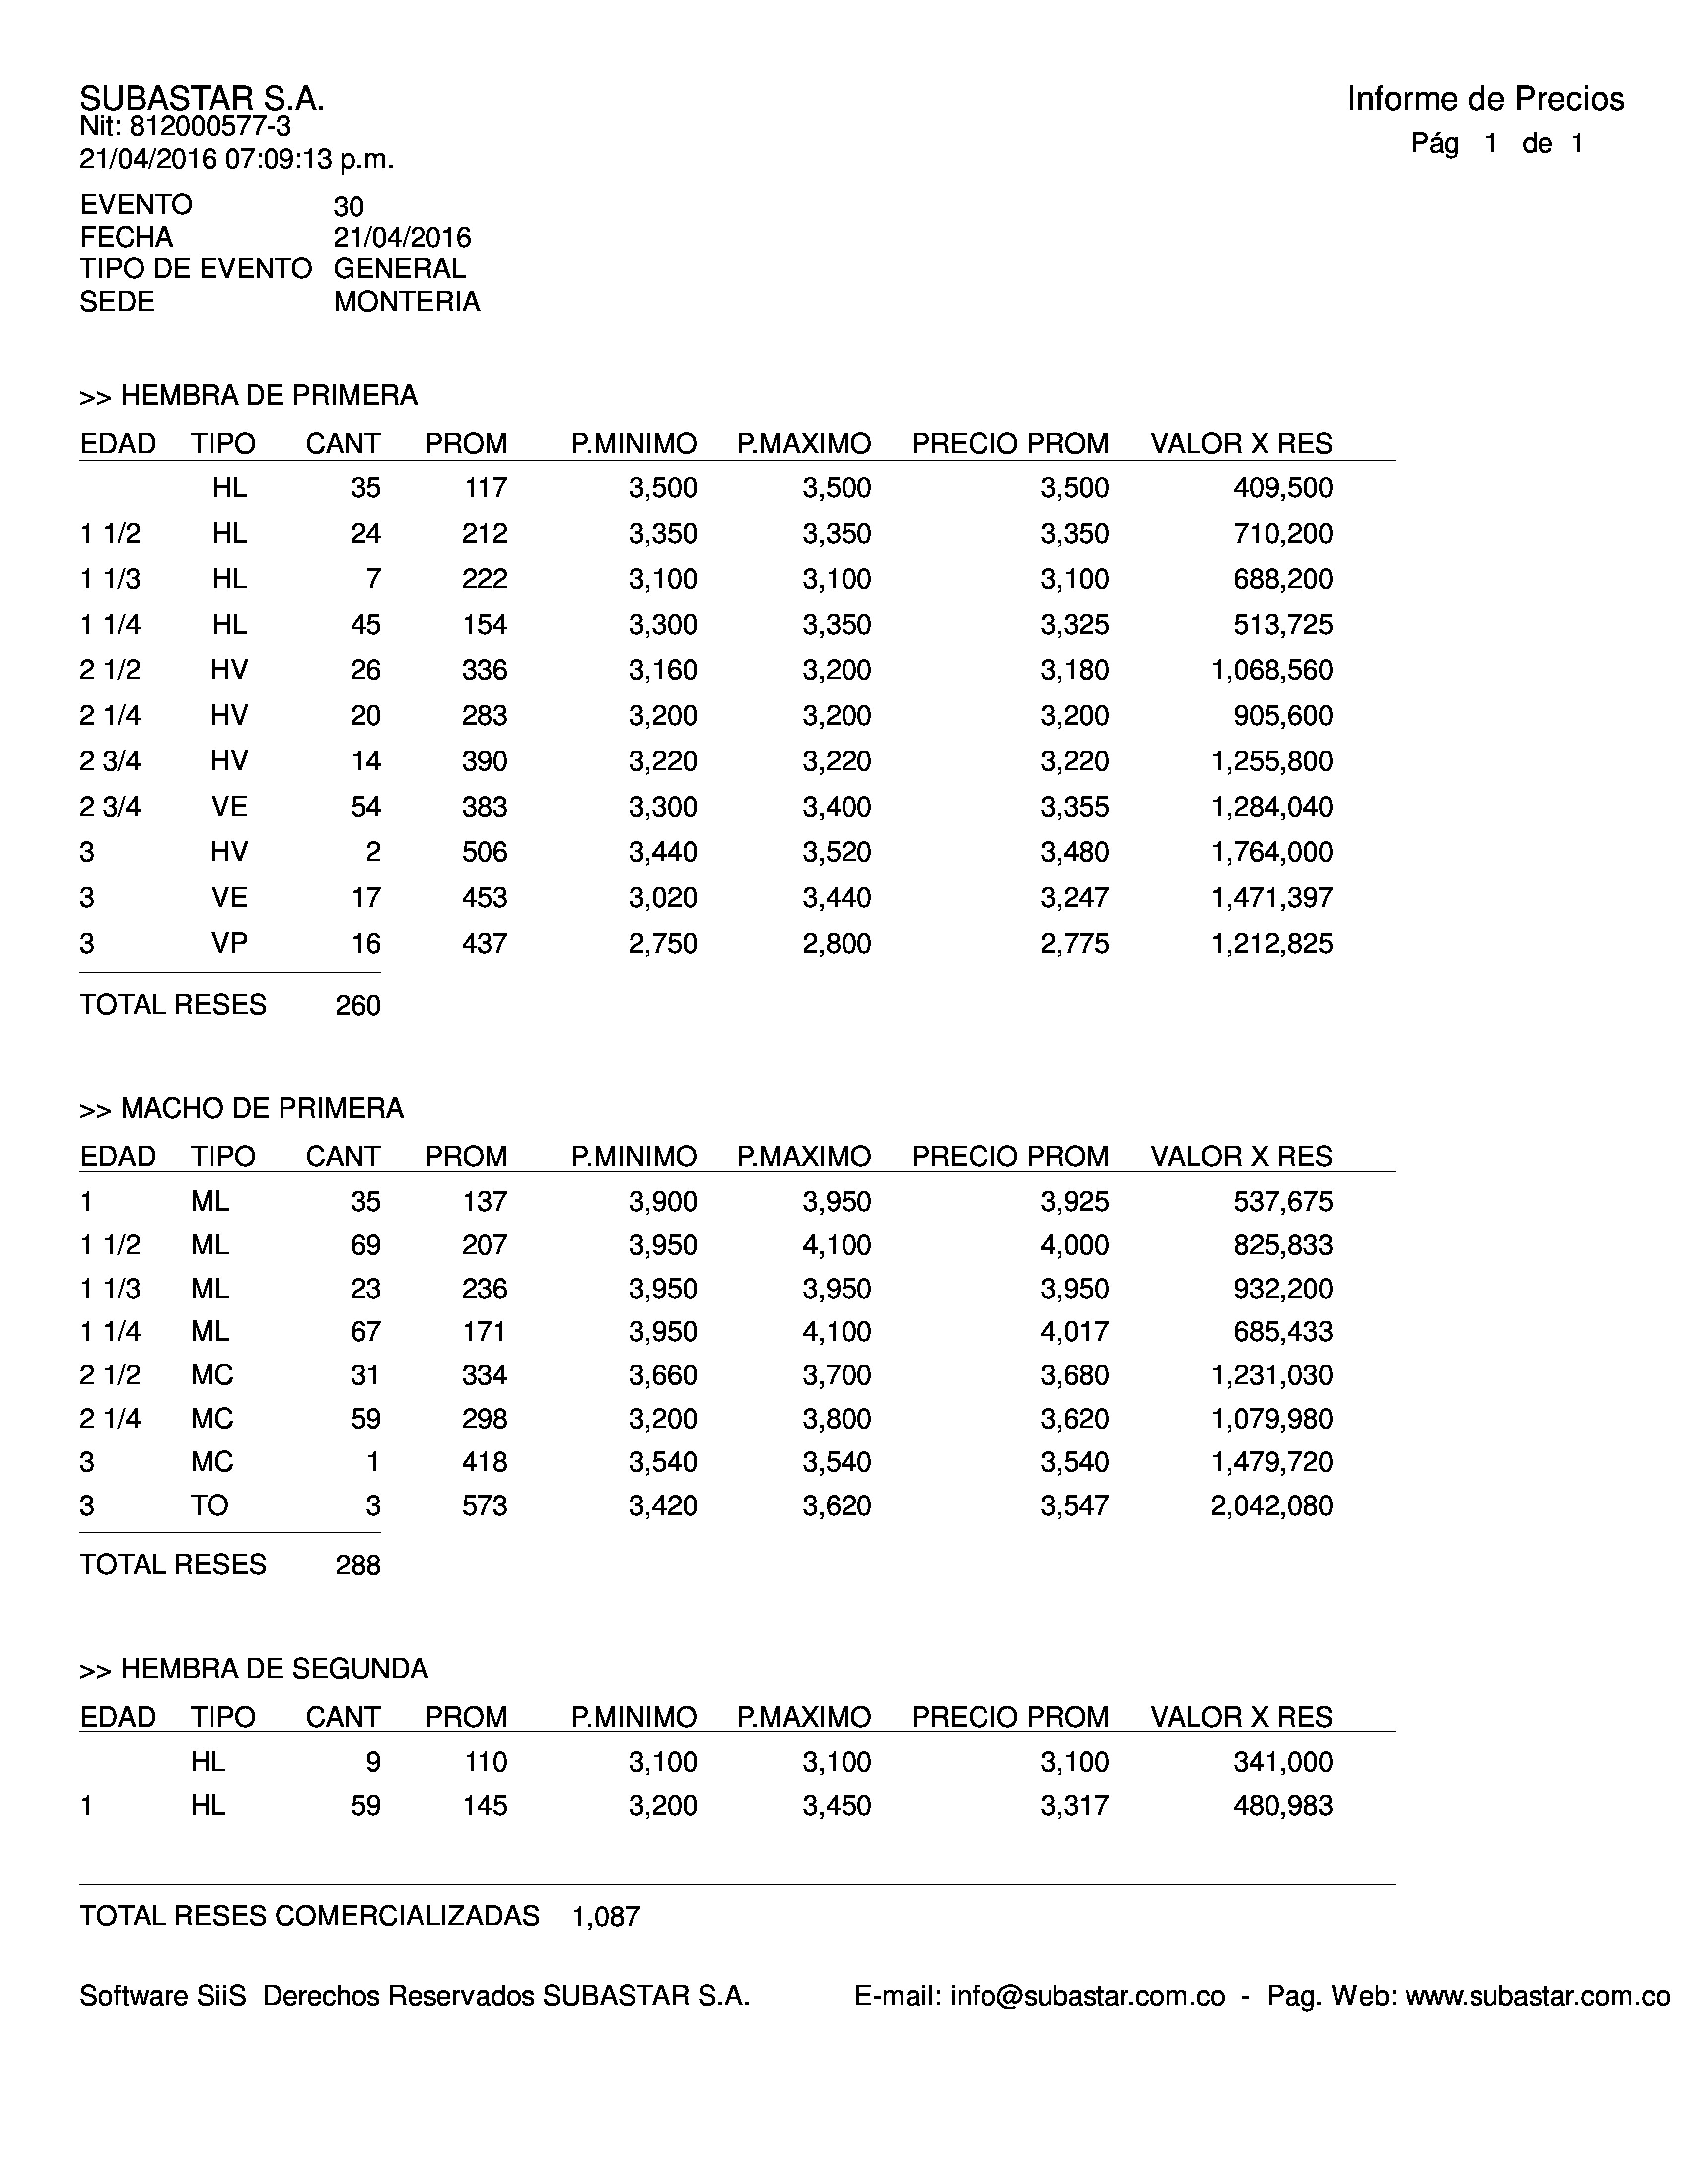 SUBASTAR S.A.
Informe de Precios
Nit: 812000577-3
Pág 1 de 1
21/04/2016 07:09:13 p.m.
EVENTO 30
FECHA 21/04/2016
TIPO DE EVENTO GENERAL
SEDE MONTERIA
>> HEMBRA DE PRIMERA
EDAD TIPO CANT PROM P.MINIMO P.MAXIMO PRECIO PROM VALOR X RES
HL 35 117 3,500 3,500 3,500 409,500
1 1/2 HL 24 212 3,350 3,350 3,350 710,200
1 1/3 HL 7 222 3,100 3,100 3,100 688,200
1 1/4 HL 45 154 3,300 3,350 3,325 513,725
2 1/2 HV 26 336 3,160 3,200 3,180 1,068,560
2 1/4 HV 20 283 3,200 3,200 3,200 905,600
2 3/4 HV 14 390 3,220 3,220 3,220 1,255,800
2 3/4 VE 54 383 3,300 3,400 3,355 1,284,040
3 HV 2 506 3,440 3,520 3,480 1,764,000
3 VE 17 453 3,020 3,440 3,247 1,471,397
3 VP 16 437 2,750 2,800 2,775 1,212,825
TOTAL RESES 260
>> MACHO DE PRIMERA
EDAD TIPO CANT PROM P.MINIMO P.MAXIMO PRECIO PROM VALOR X RES
1 ML 35 137 3,900 3,950 3,925 537,675
1 1/2 ML 69 207 3,950 4,100 4,000 825,833
1 1/3 ML 23 236 3,950 3,950 3,950 932,200
1 1/4 ML 67 171 3,950 4,100 4,017 685,433
2 1/2 MC 31 334 3,660 3,700 3,680 1,231,030
2 1/4 MC 59 298 3,200 3,800 3,620 1,079,980
3 MC 1 418 3,540 3,540 3,540 1,479,720
3 TO 3 573 3,420 3,620 3,547 2,042,080
TOTAL RESES 288
>> HEMBRA DE SEGUNDA
EDAD TIPO CANT PROM P.MINIMO P.MAXIMO PRECIO PROM VALOR X RES
HL 9 110 3,100 3,100 3,100 341,000
1 HL 59 145 3,200 3,450 3,317 480,983
TOTAL RESES COMERCIALIZADAS 1,087
Software SiiS Derechos Reservados SUBASTAR S.A. E-mail: info@subastar.com.co - Pag. Web: www.subastar.com.co